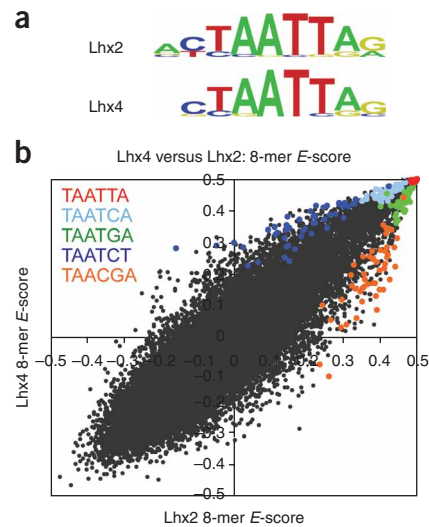 a
Lhx2
ACTAATTAG
Lhx4
CTAATTAG
b
Lhx4 versus Lhx2: 8-mer E-score
TAATTA
TAATCA
TAATGA
TAATCT
TAACGA
0.5
0.4
0.3
0.2
0.1
0
−0.5 −0.4 −0.3 −0.2 −0.1 0 0.1 0.2 0.3 0.4 0.5
−0.1
−0.2
−0.3
−0.4
−0.5
Lhx4 8-mer E-score
Lhx2 8-mer E-score